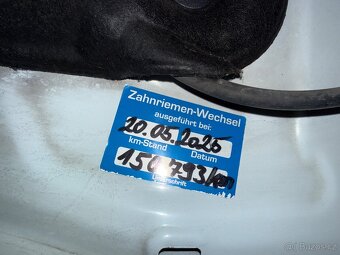 Zahnriemen-Wechsel
ausgeführt bei:
20.05.2025
km-Stand Datum
150 793/km